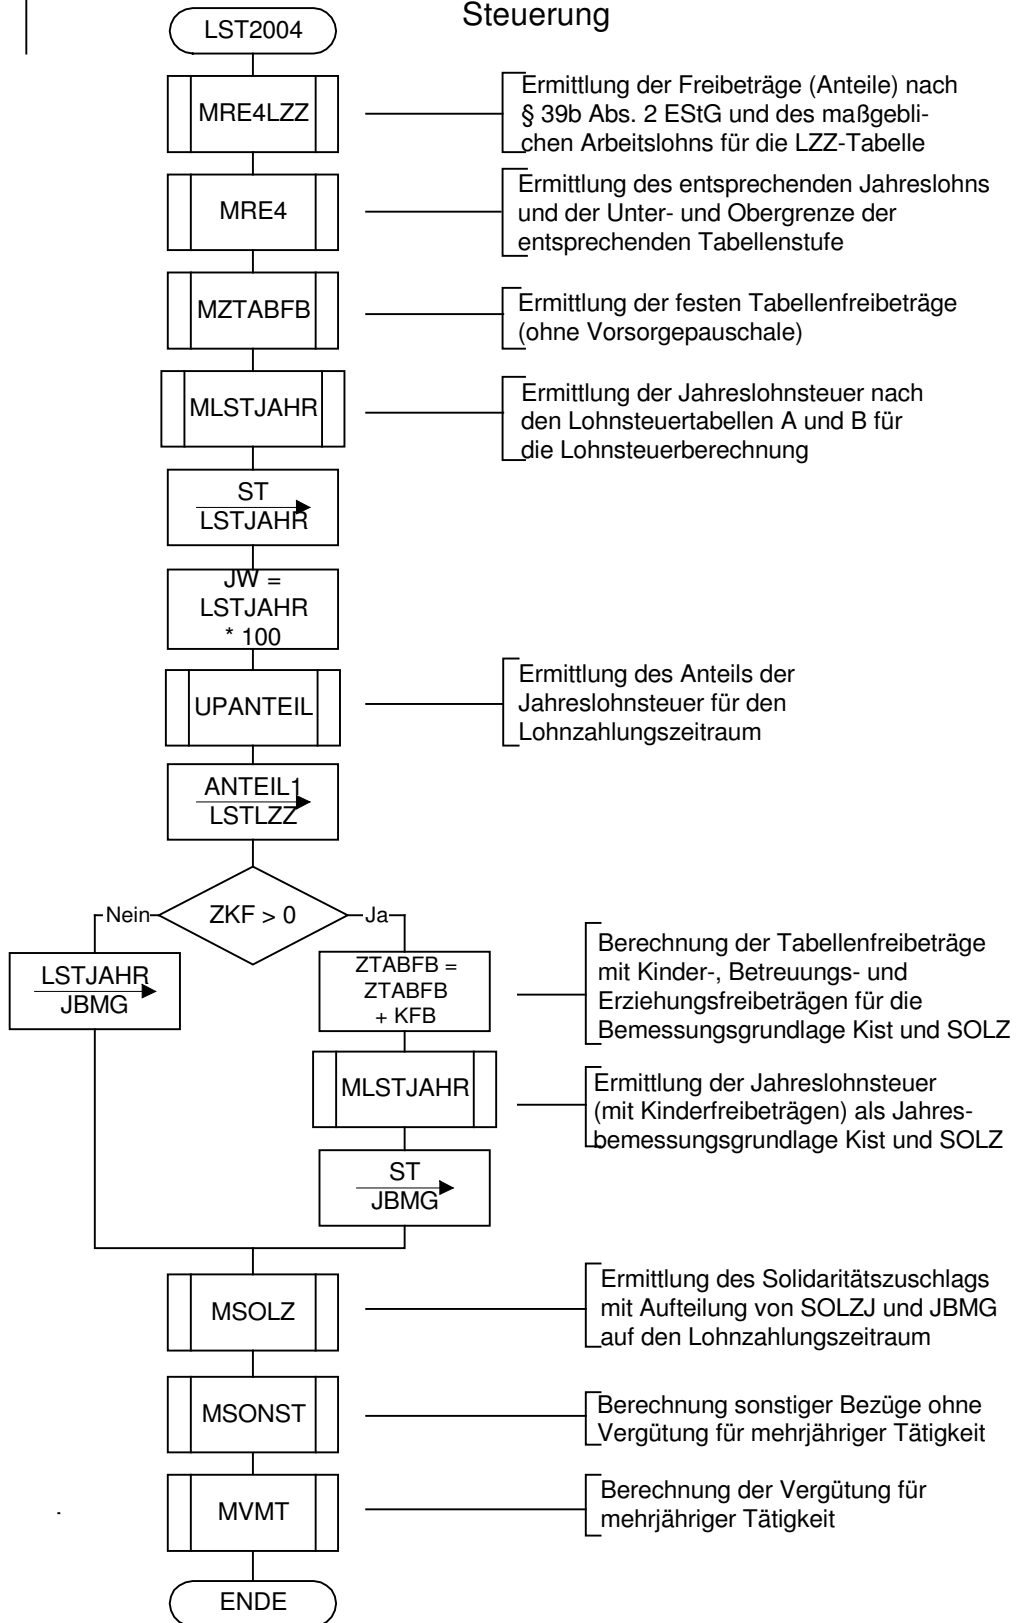 Steuerung
LST2004
MRE4LZZ
Ermittlung der Freibeträge (Anteile) nach
§ 39b Abs. 2 EStG und des maßgebli-
chen Arbeitslohns für die LZZ-Tabelle
MRE4
Ermittlung des entsprechenden Jahreslohns
und der Unter- und Obergrenze der
entsprechenden Tabellenstufe
MZTABFB
Ermittlung der festen Tabellenfreibeträge
(ohne Vorsorgepauschale)
MLSTJAHR
Ermittlung der Jahreslohnsteuer nach
den Lohnsteuertabellen A und B für
die Lohnsteuerberechnung
ST
LSTJAHR
JW =
LSTJAHR
* 100
UPANTEIL
Ermittlung des Anteils der
Jahreslohnsteuer für den
Lohnzahlungszeitraum
ANTEIL1
LSTLZZ
Nein
ZKF > 0
Ja
LSTJAHR
JBMG
ZTABFB =
ZTABFB
+ KFB
Berechnung der Tabellenfreibeträge
mit Kinder-, Betreuungs- und
Erziehungsfreibeträgen für die
Bemessungsgrundlage Kist und SOLZ
MLSTJAHR
Ermittlung der Jahreslohnsteuer
(mit Kinderfreibeträgen) als Jahres-
bemessungsgrundlage Kist und SOLZ
ST
JBMG
MSOLZ
Ermittlung des Solidaritätszuschlags
mit Aufteilung von SOLZJ und JBMG
auf den Lohnzahlungszeitraum
MSONST
Berechnung sonstiger Bezüge ohne
Vergütung für mehrjähriger Tätigkeit
MVMT
Berechnung der Vergütung für
mehrjähriger Tätigkeit
ENDE